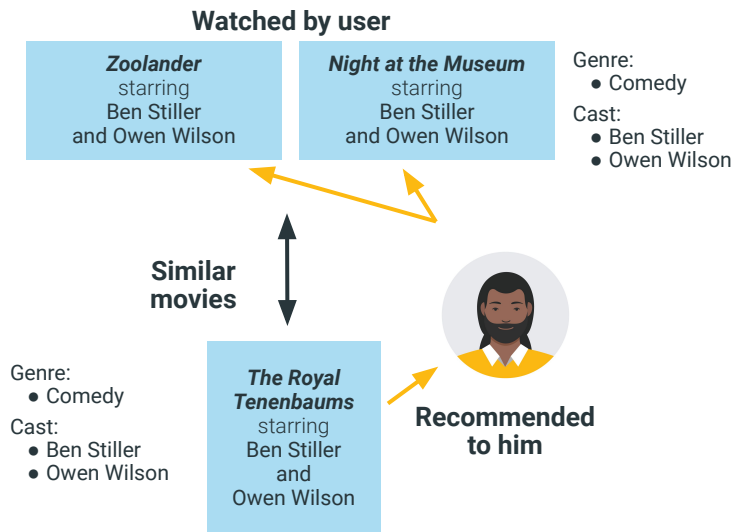 Watched by user
Zoolander
starring
Ben Stiller
and Owen Wilson
Night at the Museum
starring
Ben Stiller
and Owen Wilson
Genre:
● Comedy
Cast:
● Ben Stiller
● Owen Wilson
Similar
movies
Genre:
● Comedy
Cast:
● Ben Stiller
● Owen Wilson
The Royal
Tenenbaums
starring
Ben Stiller
and
Owen Wilson
Recommended
to him